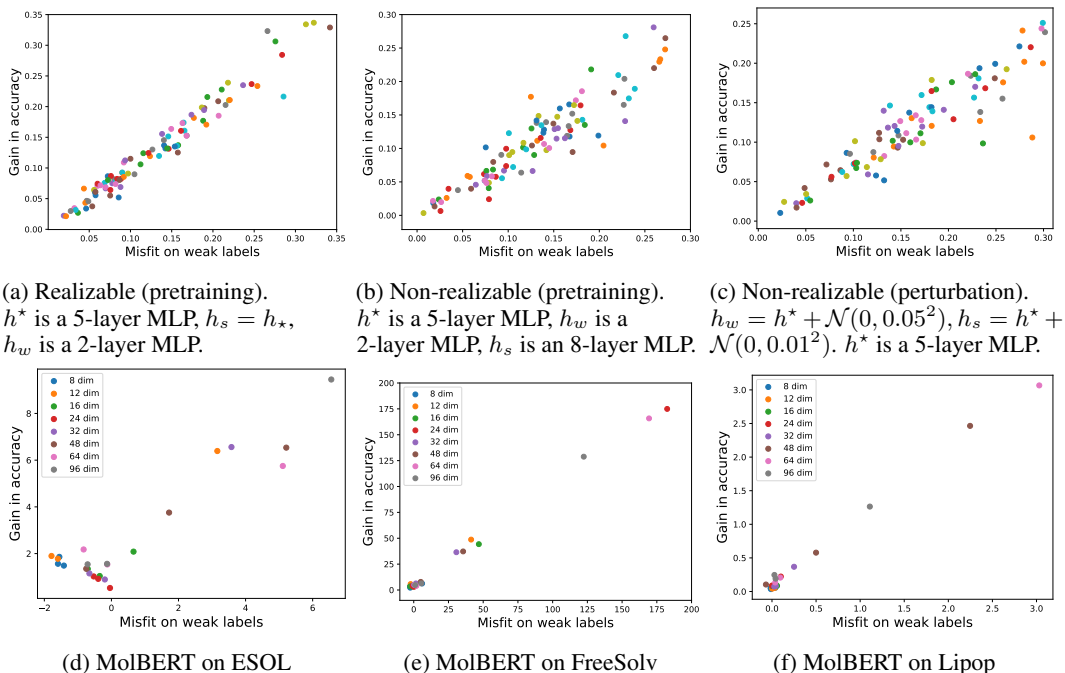 0.35
0.30
0.25
0.20
0.15
0.10
0.05
0.00
Gain in accuracy
0.05 0.10 0.15 0.20 0.25 0.30 0.35
Misfit on weak labels
0.30
0.25
0.20
0.15
0.10
0.05
0.00
Gain in accuracy
0.00 0.05 0.10 0.15 0.20 0.25 0.30
Misfit on weak labels
0.25
0.20
0.15
0.10
0.05
0.00
Gain in accuracy
0.00 0.05 0.10 0.15 0.20 0.25 0.30
Misfit on weak labels
(a) Realizable (pretraining).
h⋆ is a 5-layer MLP, h_s = h_⋆,
h_w is a 2-layer MLP.
(b) Non-realizable (pretraining).
h⋆ is a 5-layer MLP, h_w is a
2-layer MLP, h_s is an 8-layer MLP.
(c) Non-realizable (perturbation).
h_w = h⋆ + 𝒩(0, 0.05²), h_s = h⋆ +
𝒩(0, 0.01²). h⋆ is a 5-layer MLP.
8 dim
12 dim
16 dim
24 dim
32 dim
48 dim
64 dim
96 dim
8
6
4
2
Gain in accuracy
−2 0 2 4 6
Misfit on weak labels
8 dim
12 dim
16 dim
24 dim
32 dim
48 dim
64 dim
96 dim
200
175
150
125
100
75
50
25
0
Gain in accuracy
0 25 50 75 100 125 150 175 200
Misfit on weak labels
8 dim
12 dim
16 dim
24 dim
32 dim
48 dim
64 dim
96 dim
3.0
2.5
2.0
1.5
1.0
0.5
0.0
Gain in accuracy
0.0 0.5 1.0 1.5 2.0 2.5 3.0
Misfit on weak labels
(d) MolBERT on ESOL
(e) MolBERT on FreeSolv
(f) MolBERT on Lipop